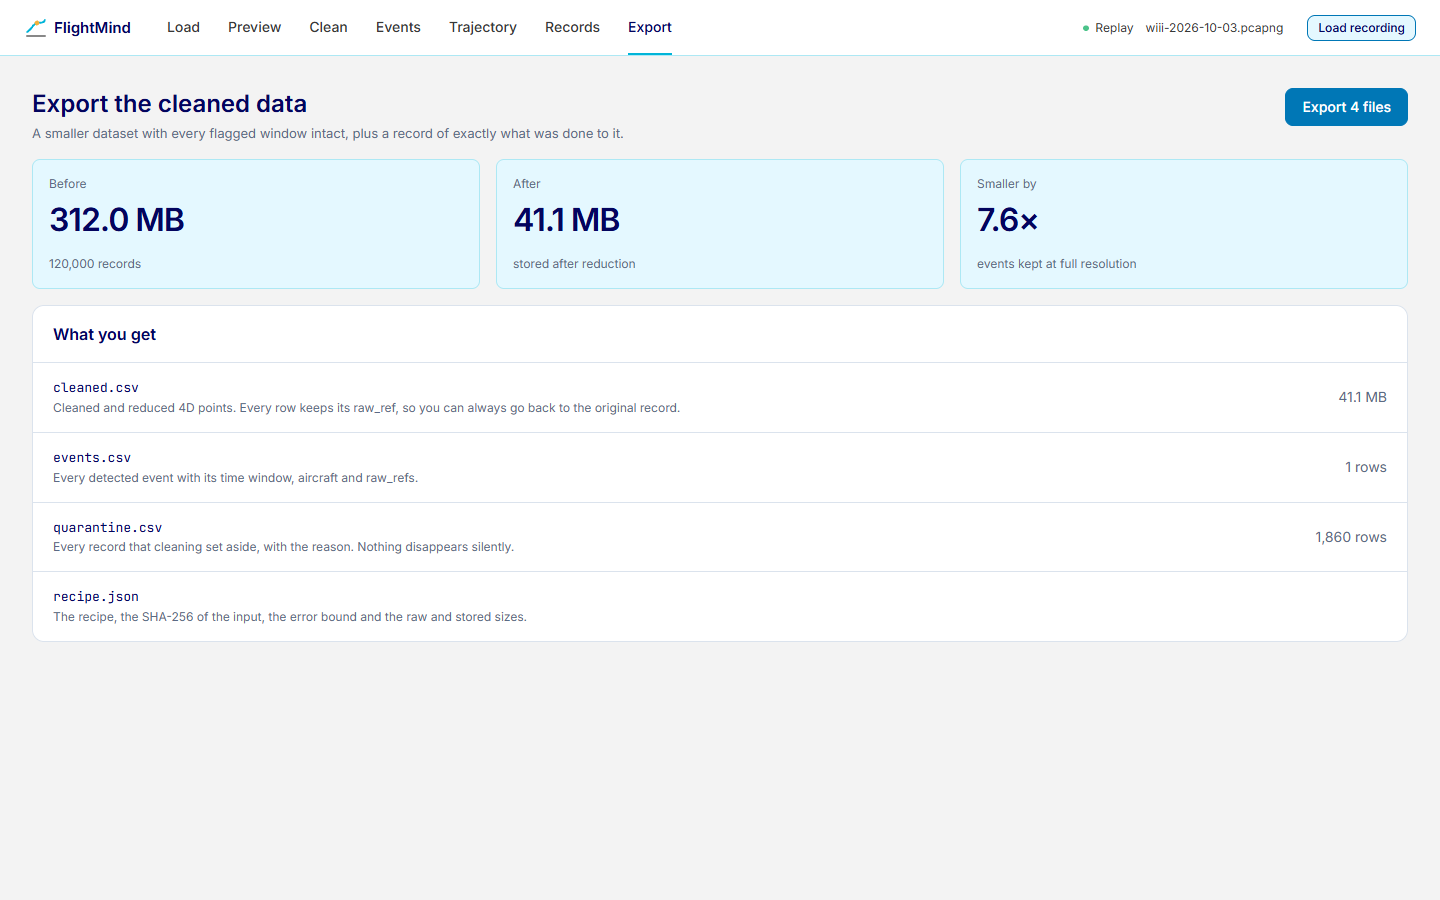 FlightMind
Load
Preview
Clean
Events
Trajectory
Records
Export
Replay
wiii-2026-10-03.pcapng
Load recording
Export the cleaned data
A smaller dataset with every flagged window intact, plus a record of exactly what was done to it.
Export 4 files
Before
312.0 MB
120,000 records
After
41.1 MB
stored after reduction
Smaller by
7.6×
events kept at full resolution
What you get
cleaned.csv
Cleaned and reduced 4D points. Every row keeps its raw_ref, so you can always go back to the original record.
41.1 MB
events.csv
Every detected event with its time window, aircraft and raw_refs.
1 rows
quarantine.csv
Every record that cleaning set aside, with the reason. Nothing disappears silently.
1,860 rows
recipe.json
The recipe, the SHA-256 of the input, the error bound and the raw and stored sizes.